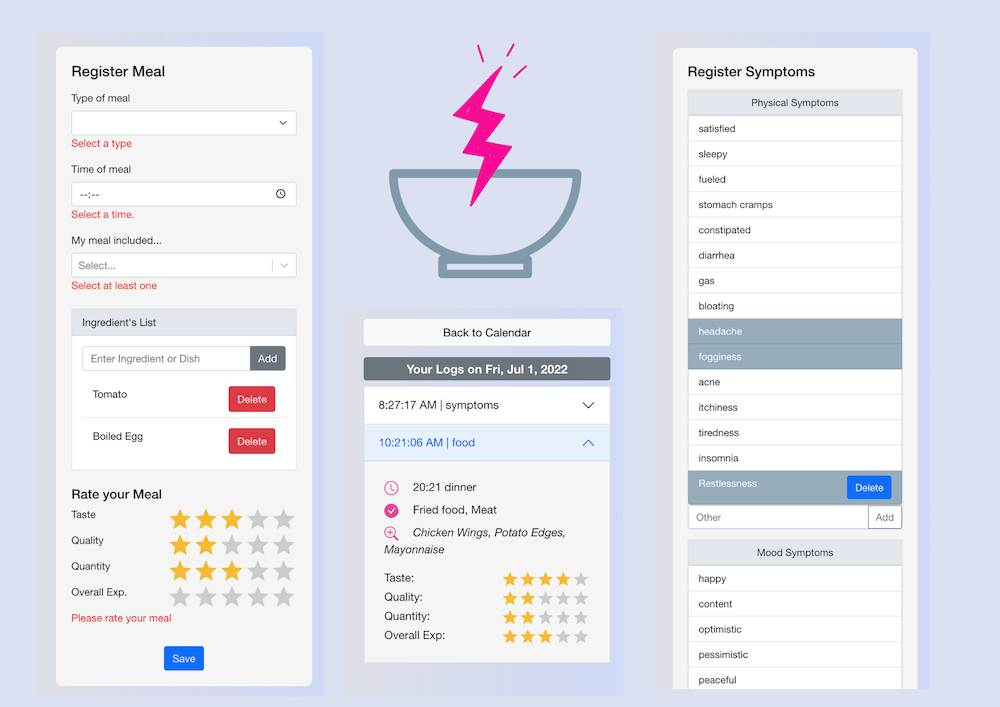 Register Meal
Type of meal
Select a type
Time of meal
--:--
Select a time.
My meal included...
Select...
Select at least one
Ingredient's List
Enter Ingredient or Dish
Add
Tomato
Delete
Boiled Egg
Delete
Rate your Meal
Taste
Quality
Quantity
Overall Exp.
Please rate your meal
Save
Back to Calendar
Your Logs on Fri, Jul 1, 2022
8:27:17 AM | symptoms
10:21:06 AM | food
20:21 dinner
Fried food, Meat
Chicken Wings, Potato Edges,
Mayonnaise
Taste:
Quality:
Quantity:
Overall Exp:
Register Symptoms
Physical Symptoms
satisfied
sleepy
fueled
stomach cramps
constipated
diarrhea
gas
bloating
headache
fogginess
acne
itchiness
tiredness
insomnia
Restlessness
Delete
Other
Add
Mood Symptoms
happy
content
optimistic
pessimistic
peaceful